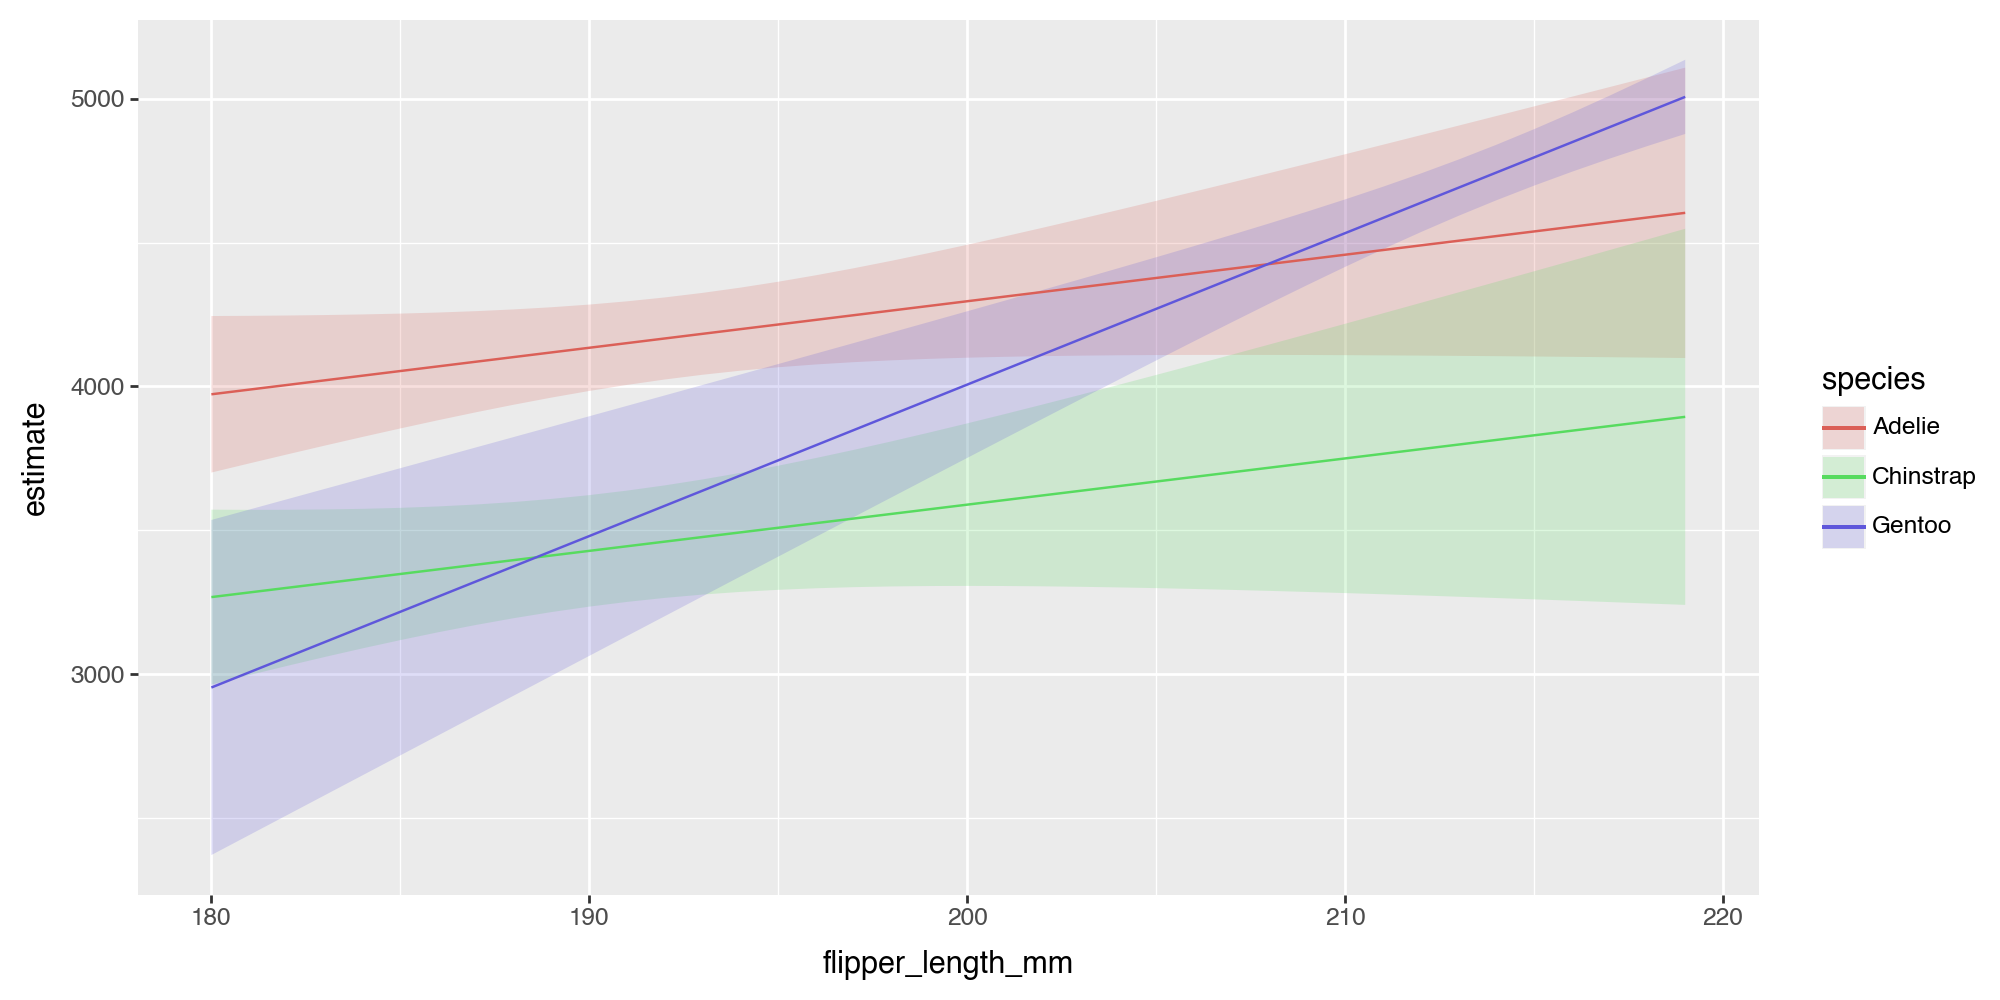 5000
4000
3000
estimate
180
190
200
210
220
flipper_length_mm
species
Adelie
Chinstrap
Gentoo